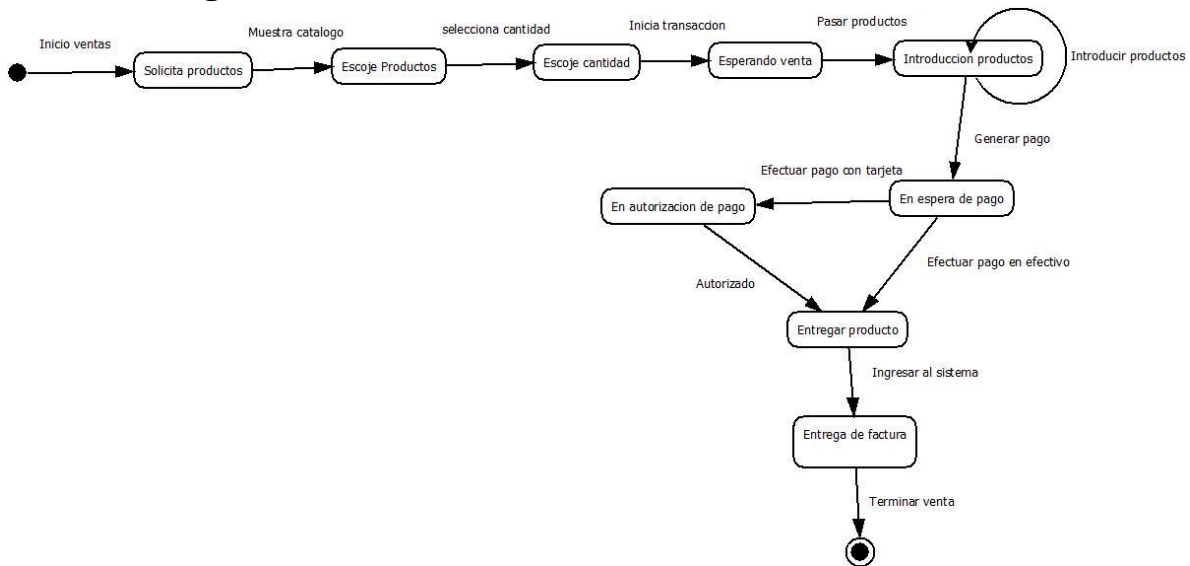 Inicio ventas
Solicita productos
Muestra catalogo
Escoje Productos
selecciona cantidad
Escoje cantidad
Inicia transaccion
Esperando venta
Pasar productos
Introduccion productos
Introducir productos
Generar pago
En espera de pago
Efectuar pago con tarjeta
En autorizacion de pago
Efectuar pago en efectivo
Autorizado
Entregar producto
Ingresar al sistema
Entrega de factura
Terminar venta